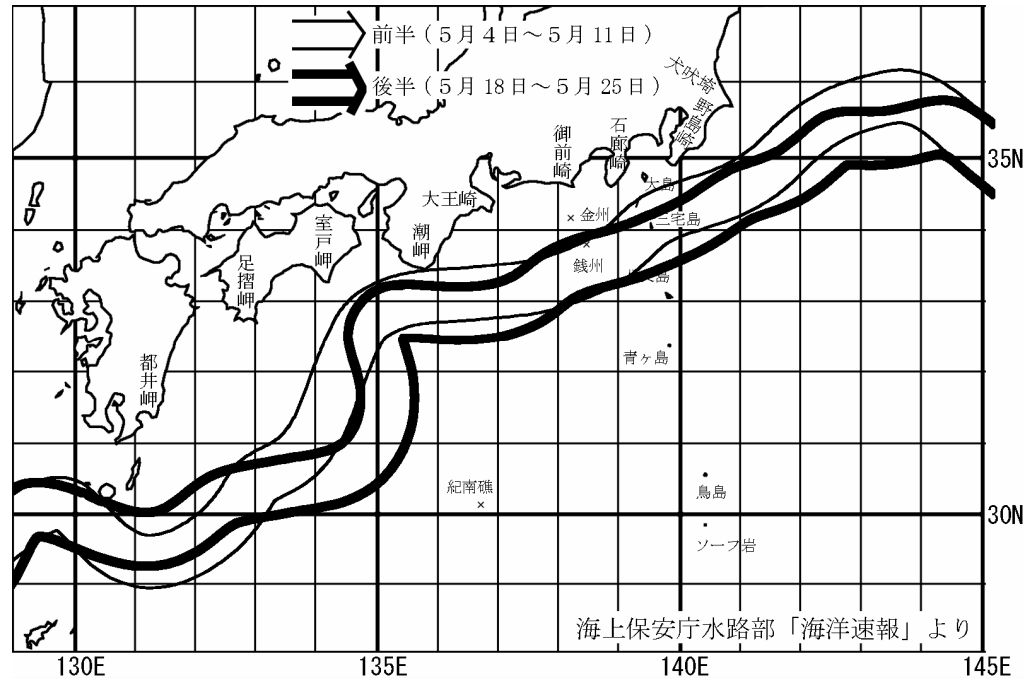 前半（５月４日～５月11日）
後半（５月18日～５月25日）
犬吠埼
野島崎
石廊崎
御前崎
35N
大島
大王崎
金州
三宅島
室戸岬
潮岬
銭州
足摺岬
青ヶ島
都井岬
紀南礁
鳥島
30N
ソーフ岩
海上保安庁水路部「海洋速報」より
130E
135E
140E
145E